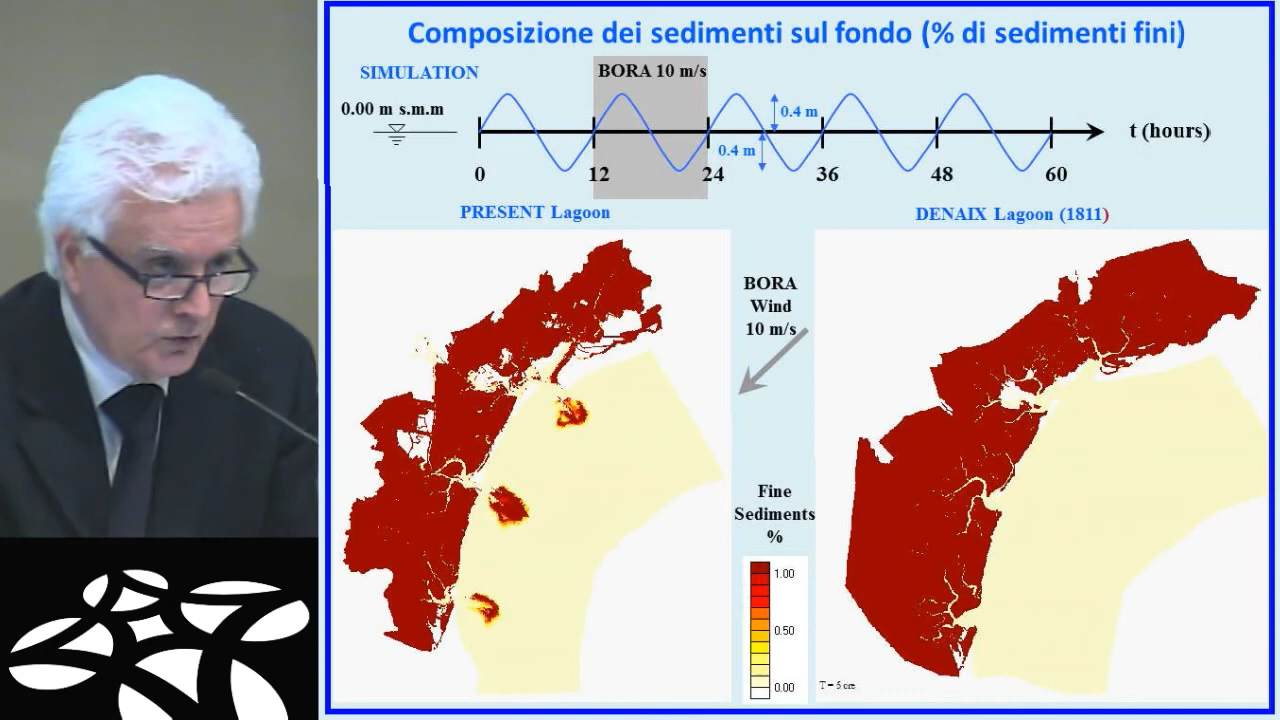 Composizione dei sedimenti sul fondo (% di sedimenti fini)
SIMULATION
BORA 10 m/s
0.00 m s.m.m
0.4 m
0.4 m
t (hours)
0
12
24
36
48
60
PRESENT Lagoon
DENAIX Lagoon (1811)
BORA
Wind
10 m/s
Fine
Sediments
%
1.00
0.50
0.00
T = 5 ore